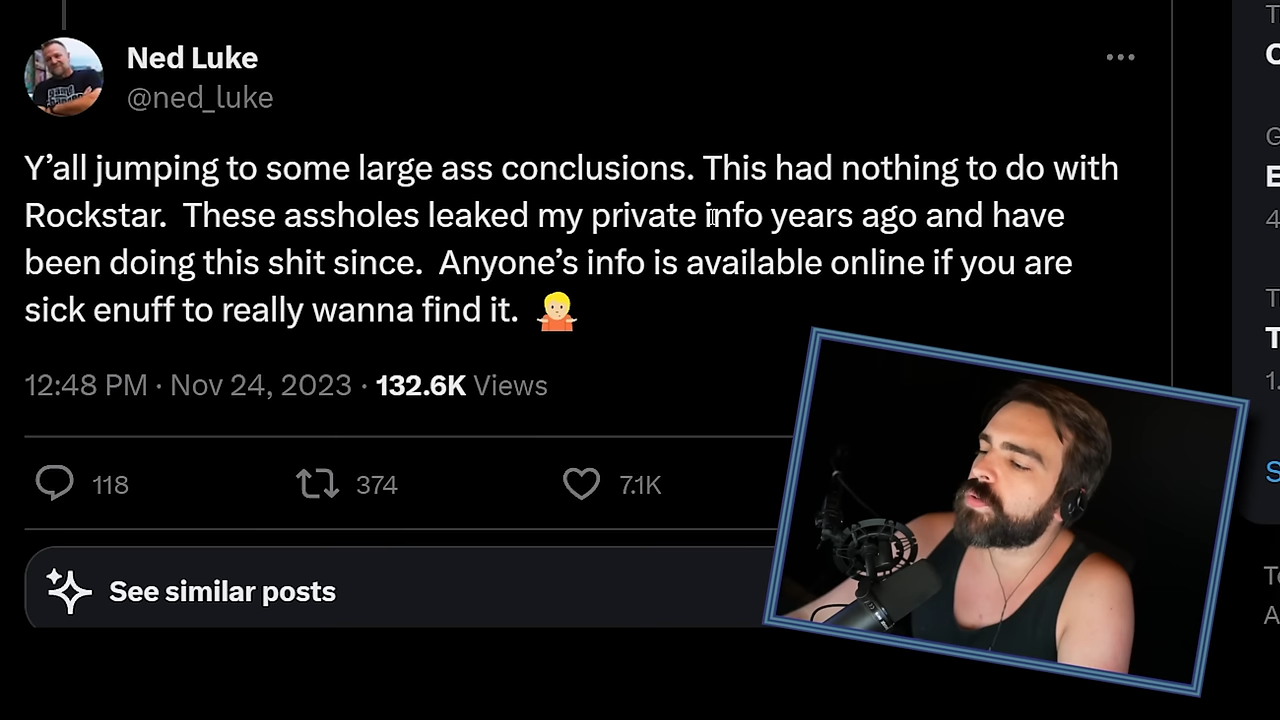 Ned Luke
@ned_luke
Y’all jumping to some large ass conclusions. This had nothing to do with
Rockstar.  These assholes leaked my private info years ago and have
been doing this shit since.  Anyone’s info is available online if you are
sick enuff to really wanna find it. 🤷🏼
12:48 PM · Nov 24, 2023 · 132.6K Views
118 374 7.1K
See similar posts